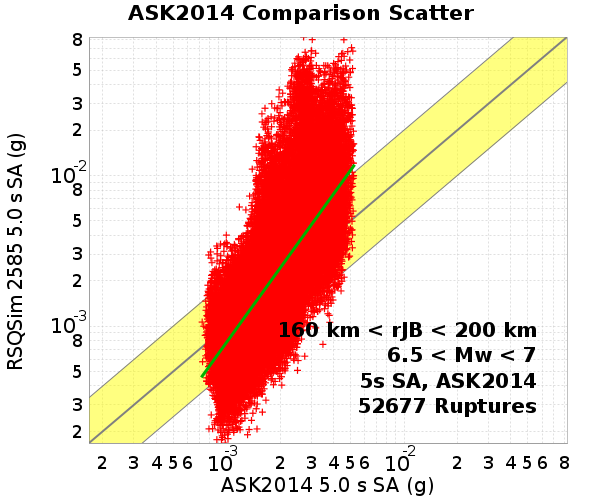 ASK2014 Comparison Scatter
RSQSim 2585 5.0 s SA (g)
8
5
3
2
10-2
8
5
3
2
10-3
8
5
3
2
160 km < rJB < 200 km
6.5 < Mw < 7
5s SA, ASK2014
52677 Ruptures
2 3 4 5 6 8 10-3 2 3 4 5 6 10-2 2 3 4 5 6 8
ASK2014 5.0 s SA (g)